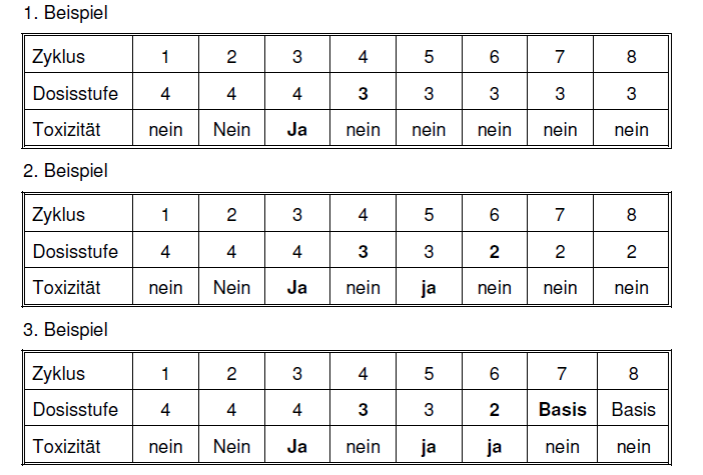 1. Beispiel
Zyklus 1 2 3 4 5 6 7 8
Dosisstufe 4 4 4 3 3 3 3 3
Toxizität nein Nein Ja nein nein nein nein nein
2. Beispiel
Zyklus 1 2 3 4 5 6 7 8
Dosisstufe 4 4 4 3 3 2 2 2
Toxizität nein Nein Ja nein ja nein nein nein
3. Beispiel
Zyklus 1 2 3 4 5 6 7 8
Dosisstufe 4 4 4 3 3 2 Basis Basis
Toxizität nein Nein Ja nein ja ja nein nein